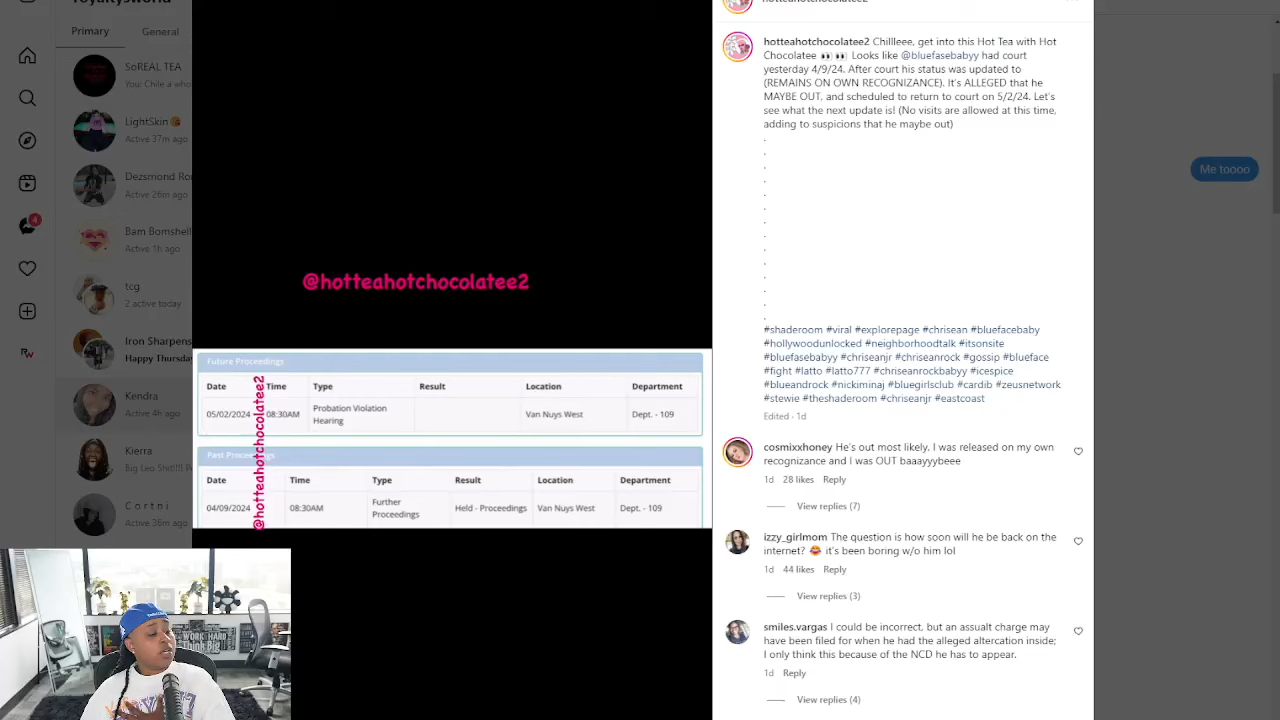 Primary
General
SoREAL TEA
You: Chile a whol
LightSkin
Active 37m ago
Dezsmond Ro
Active 26m ago
Bam Bombshell
Active 1h ago
tcg
2 active today
Iron Sharpens
Happy Thursday
Kendra
Active 4h ago
Kierra
Big Leo Shit!!!!
Cortni
Active 36m ago
4
@hotteahotchocolatee2
@hotteahotchocolatee2
Future Proceedings
Date Time Type Result Location Department
05/02/2024 08:30AM Probation Violation Hearing Van Nuys West Dept. - 109
Past Proceedings
Date Time Type Result Location Department
04/09/2024 08:30AM Further Proceedings Held - Proceedings Van Nuys West Dept. - 109
WORK HARD
Think Big
hotteahotchocolatee2 Chillleee, get into this Hot Tea with Hot
Chocolatee 👀 👀 Looks like @bluefasebabyy had court
yesterday 4/9/24. After court his status was updated to
(REMAINS ON OWN RECOGNIZANCE). It's ALLEGED that he
MAYBE OUT, and scheduled to return to court on 5/2/24. Let's
see what the next update is! (No visits are allowed at this time,
adding to suspicions that he maybe out)
.
.
.
.
.
.
.
.
.
.
.
.
.
.
#shaderoom #viral #explorepage #chrisean #bluefacebaby
#hollywoodunlocked #neighborhoodtalk #itsonsite
#bluefasebabyy #chriseanjr #chriseanrock #gossip #blueface
#fight #latto #latto777 #chriseanrockbabyy #icespice
#blueandrock #nickiminaj #bluegirlsclub #cardib #zeusnetwork
#stewie #theshaderoom #chriseanjr #eastcoast
Edited · 1d
cosmixxhoney He's out most likely. I was released on my own
recognizance and I was OUT baaayyybeee
1d 28 likes Reply
View replies (7)
izzy_girlmom The question is how soon will he be back on the
internet? 😂 it's been boring w/o him lol
1d 44 likes Reply
View replies (3)
smiles.vargas I could be incorrect, but an assualt charge may
have been filed for when he had the alleged altercation inside;
I only think this because of the NCD he has to appear.
1d Reply
View replies (4)
Me toooo